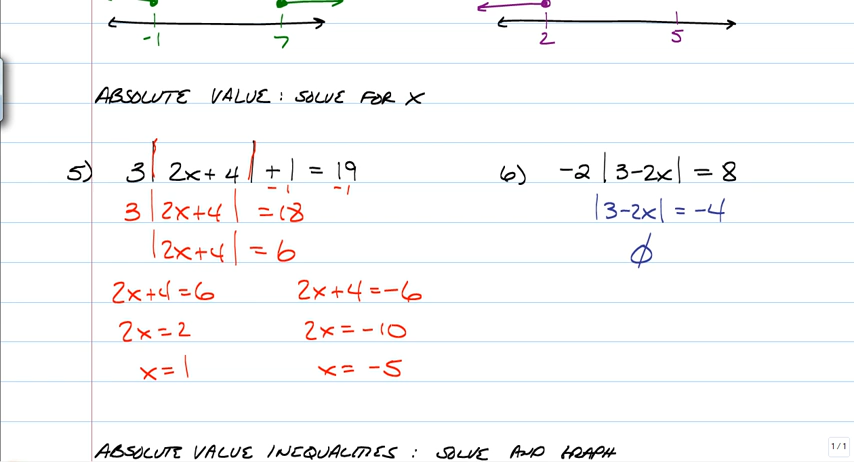 -1 7 2 5
ABSOLUTE VALUE : SOLVE FOR X
5) 3|2x+4| +1 = 19
-1 -1
3|2x+4| = 18
|2x+4| = 6
2x+4=6 2x+4=-6
2x=2 2x=-10
x=1 x=-5
6) -2|3-2x| = 8
|3-2x| = -4
∅
ABSOLUTE VALUE INEQUALITIES : SOLVE AND GRAPH
1/1